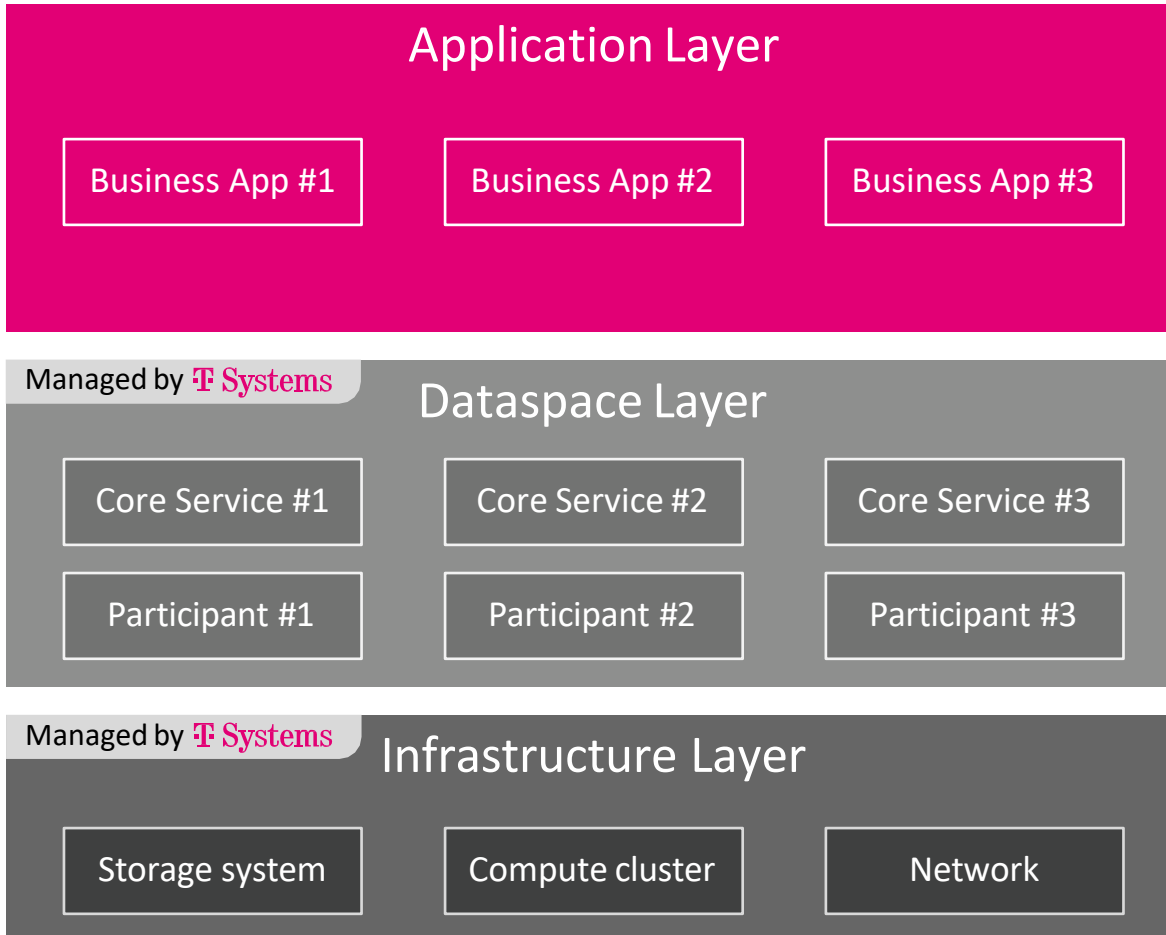 Application Layer
Business App #1
Business App #2
Business App #3
Managed by T Systems
Dataspace Layer
Core Service #1
Core Service #2
Core Service #3
Participant #1
Participant #2
Participant #3
Managed by T Systems
Infrastructure Layer
Storage system
Compute cluster
Network